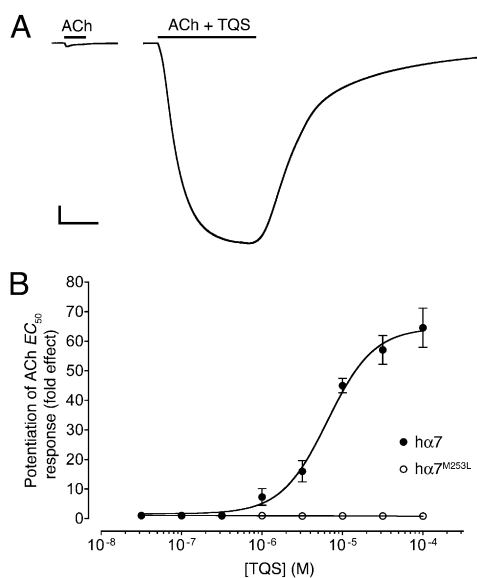 A
ACh
ACh + TQS
B
Potentiation of ACh EC50
response (fold effect)
80
70
60
50
40
30
20
10
0
hα7
hα7M253L
10-8
10-7
10-6
10-5
10-4
[TQS] (M)